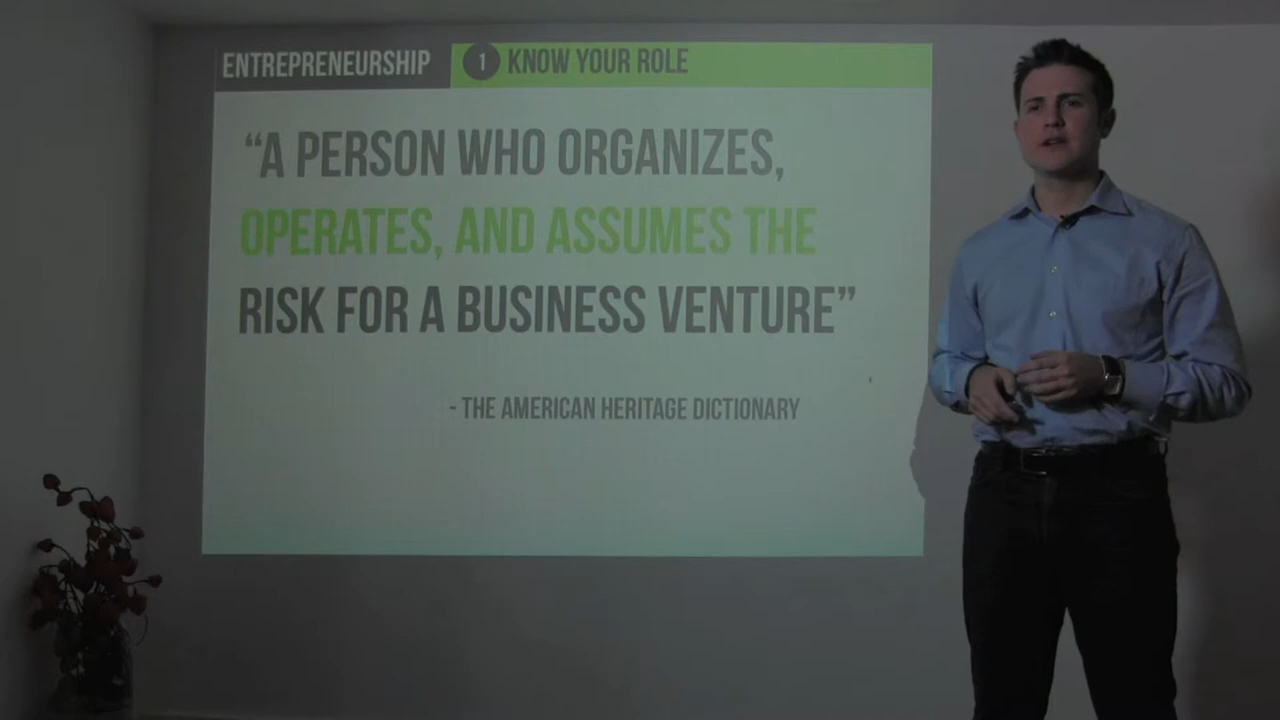 ENTREPRENEURSHIP
1 KNOW YOUR ROLE
“A PERSON WHO ORGANIZES,
OPERATES, AND ASSUMES THE
RISK FOR A BUSINESS VENTURE”
- THE AMERICAN HERITAGE DICTIONARY